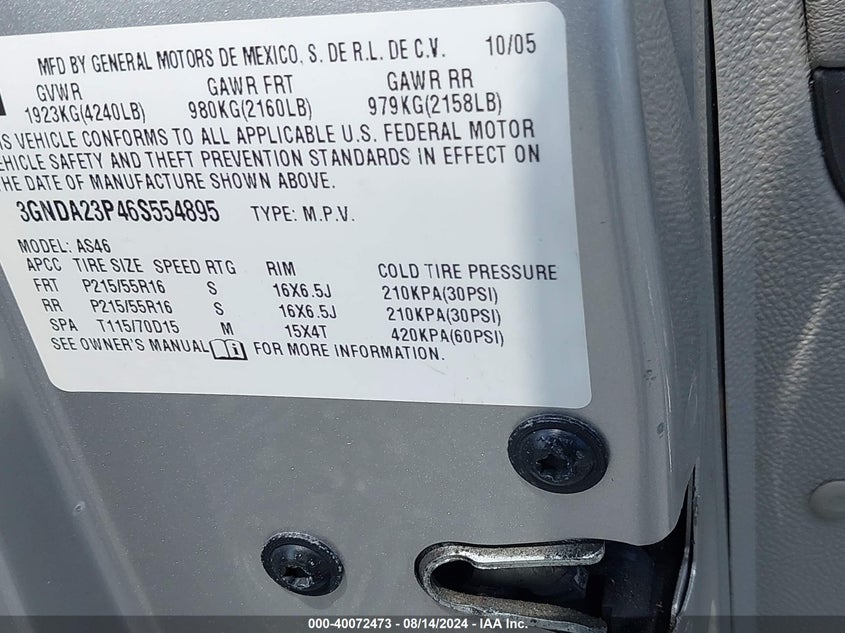 MFD BY GENERAL MOTORS DE MEXICO, S. DE R.L. DE C.V. 10/05
GVWR GAWR FRT GAWR RR
1923KG(4240LB) 980KG(2160LB) 979KG(2158LB)
IS VEHICLE CONFORMS TO ALL APPLICABLE U.S. FEDERAL MOTOR
EHICLE SAFETY AND THEFT PREVENTION STANDARDS IN EFFECT ON
THE DATE OF MANUFACTURE SHOWN ABOVE.
3GNDA23P46S554895 TYPE: M.P.V.
MODEL: AS46
APCC TIRE SIZE SPEED RTG RIM COLD TIRE PRESSURE
FRT P215/55R16 S 16X6.5J 210KPA(30PSI)
RR P215/55R16 S 16X6.5J 210KPA(30PSI)
SPA T115/70D15 M 15X4T 420KPA(60PSI)
SEE OWNER'S MANUAL FOR MORE INFORMATION.
000-40072473 - 08/14/2024 - IAA Inc.